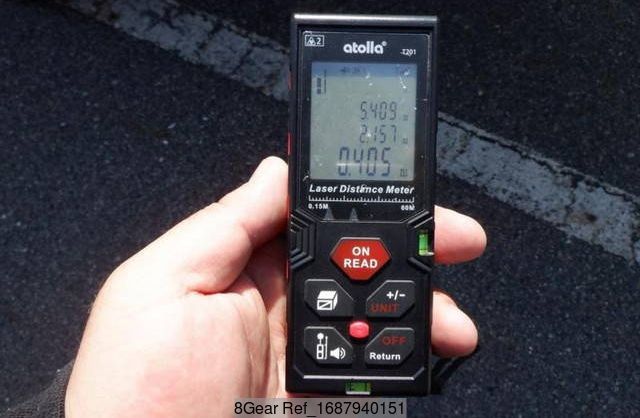 2
atolla®
-T201
5.409
2.157
0.405
Laser Distance Meter
0.15M 60M
ON
READ
+/-
UNIT
OFF
Return
8Gear Ref_1687940151